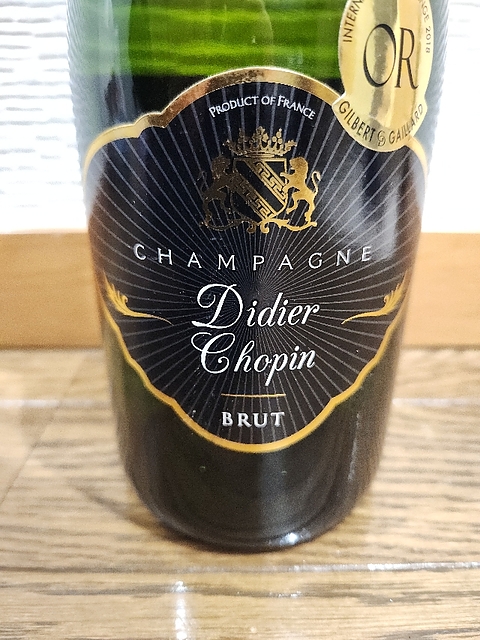 OR
GILBERT & GAILLARD
PRODUCT OF FRANCE
CHAMPAGNE
Didier
Chopin
BRUT